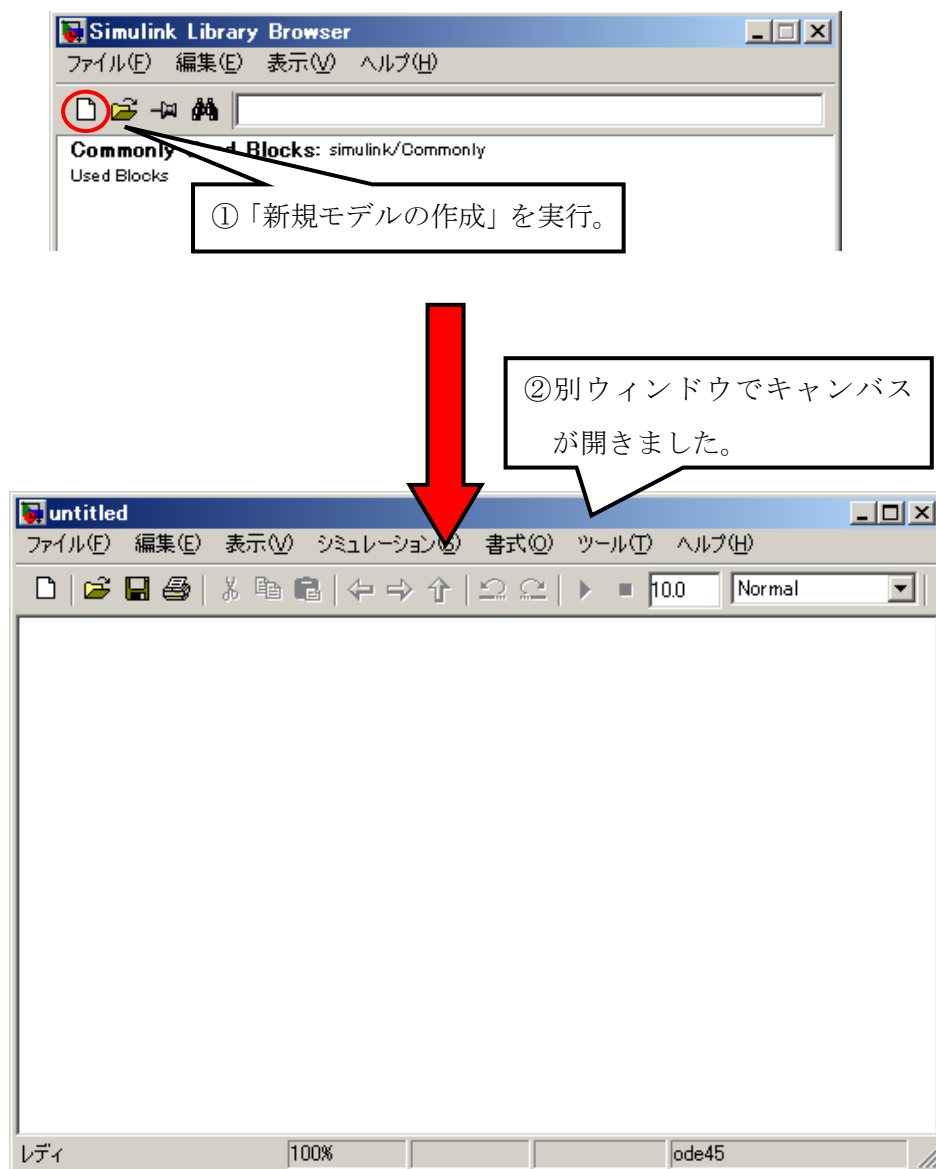 Simulink Library Browser
ファイル(F) 編集(E) 表示(V) ヘルプ(H)
Commonly Used Blocks: simulink/Commonly
Used Blocks
①「新規モデルの作成」を実行。
②別ウィンドウでキャンバス
が開きました。
untitled
ファイル(F) 編集(E) 表示(V) シミュレーション(S) 書式(O) ツール(T) ヘルプ(H)
10.0 Normal
レディ 100% ode45